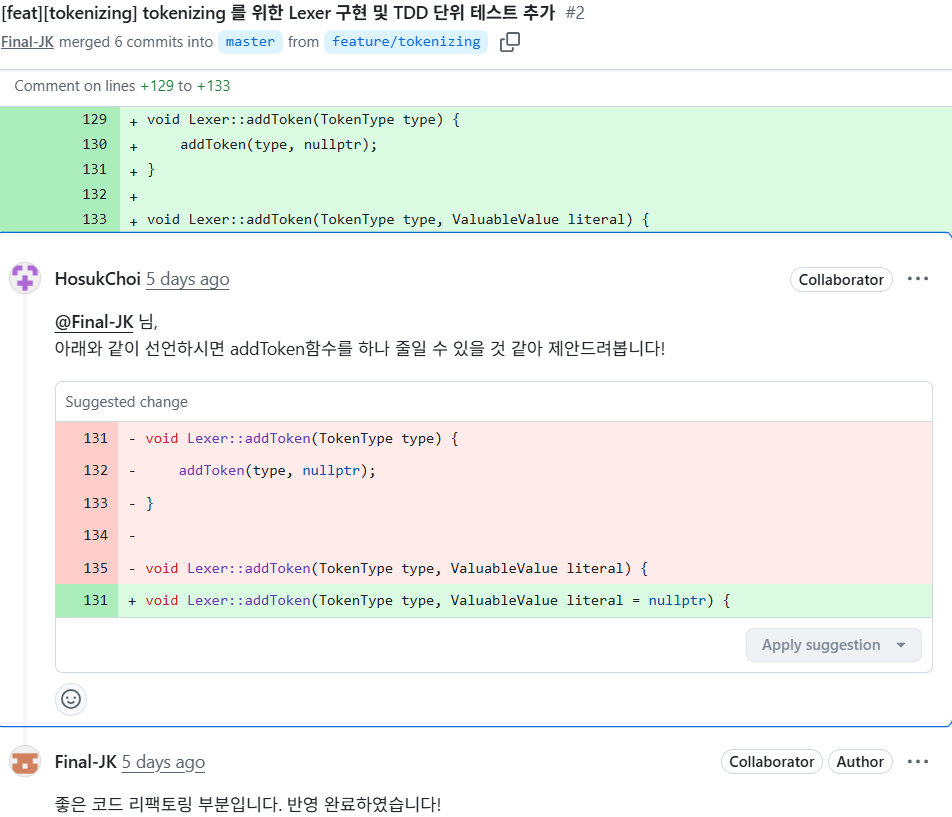 [feat][tokenizing] tokenizing 를 위한 Lexer 구현 및 TDD 단위 테스트 추가 #2
Final-JK merged 6 commits into master from feature/tokenizing
Comment on lines +129 to +133
129 + void Lexer::addToken(TokenType type) {
130 + addToken(type, nullptr);
131 + }
132 +
133 + void Lexer::addToken(TokenType type, ValuableValue literal) {
HosukChoi 5 days ago Collaborator ...
@Final-JK 님,
아래와 같이 선언하시면 addToken함수를 하나 줄일 수 있을 것 같아 제안드려봅니다!
Suggested change
131 - void Lexer::addToken(TokenType type) {
132 - addToken(type, nullptr);
133 - }
134 -
135 - void Lexer::addToken(TokenType type, ValuableValue literal) {
131 + void Lexer::addToken(TokenType type, ValuableValue literal = nullptr) {
Apply suggestion
Final-JK 5 days ago Collaborator Author ...
좋은 코드 리팩토링 부분입니다. 반영 완료하였습니다!